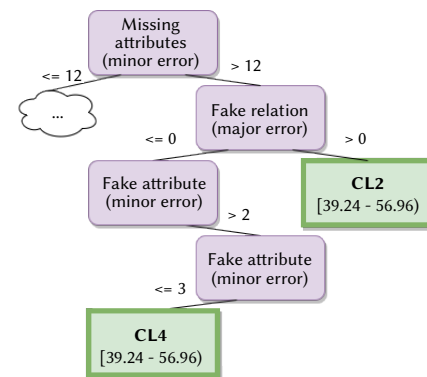 Missing
attributes
(minor error)
<= 12
> 12
...
Fake relation
(major error)
<= 0
> 0
Fake attribute
(minor error)
CL2
[39.24 - 56.96)
> 2
Fake attribute
(minor error)
<= 3
CL4
[39.24 - 56.96)